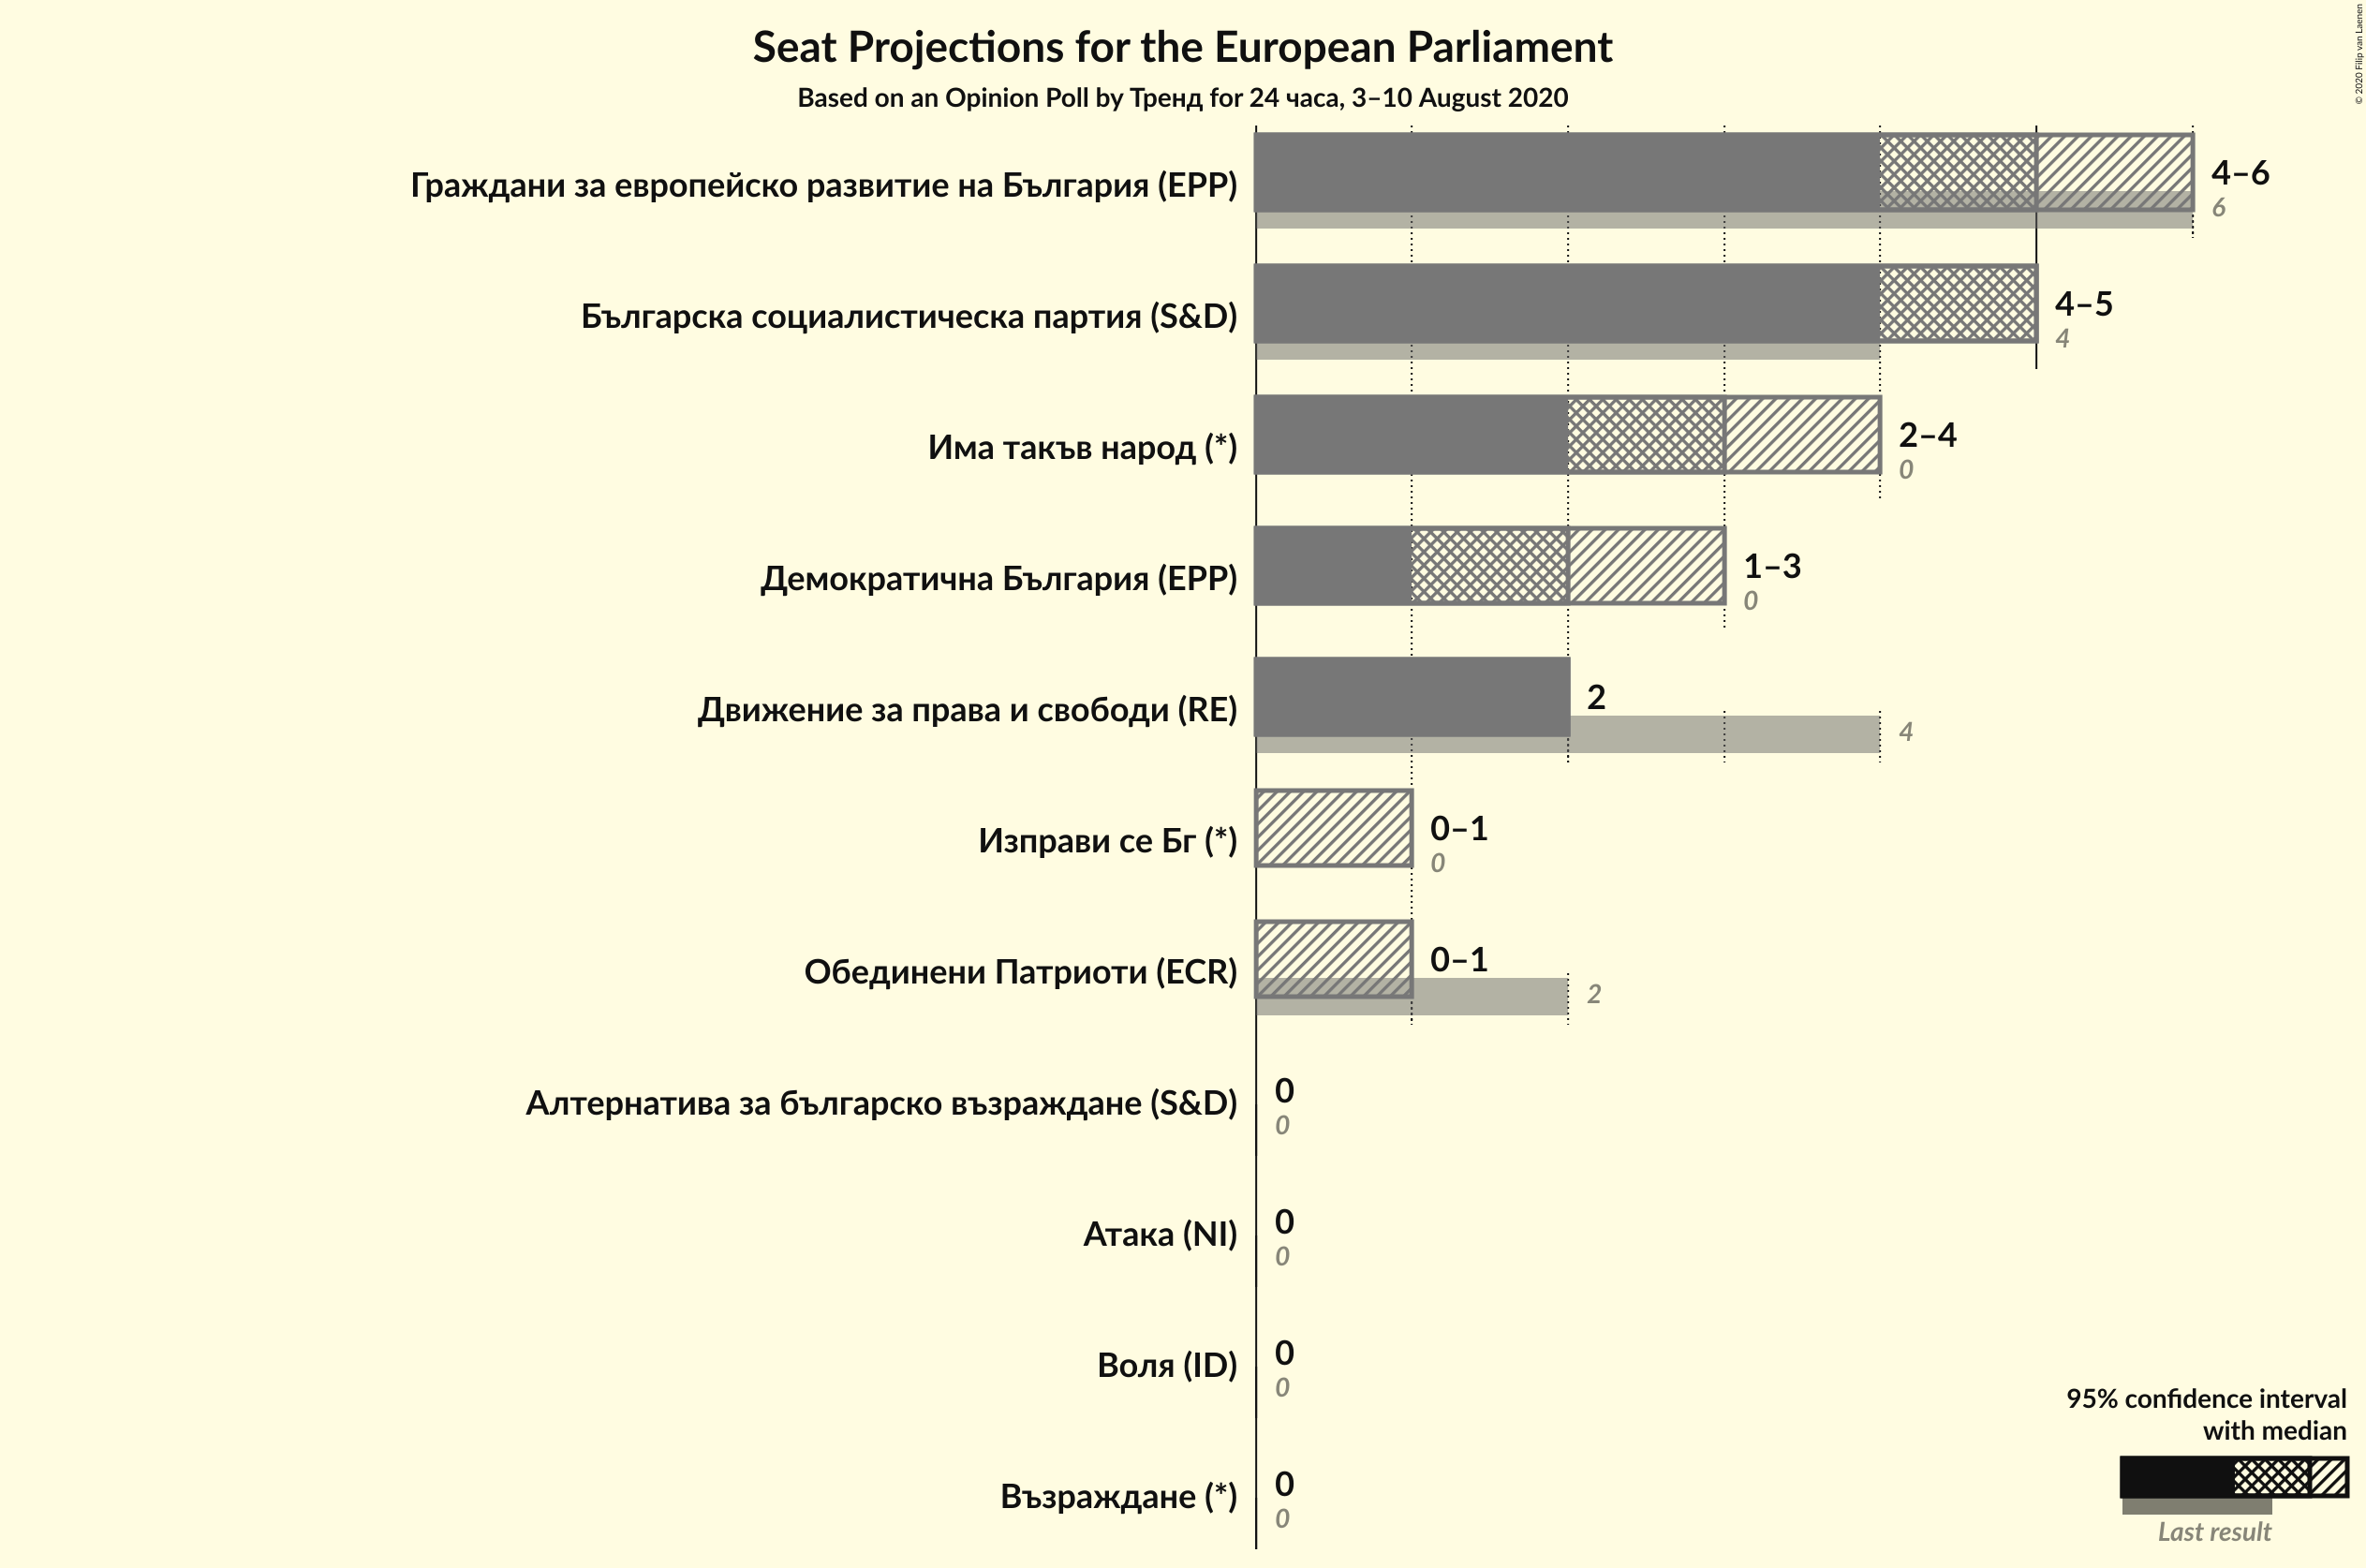 Seat Projections for the European Parliament
Based on an Opinion Poll by Тренд for 24 часа, 3–10 August 2020
© 2020 Filip van Laenen
Граждани за европейско развитие на България (EPP)
4–6
6
Българска социалистическа партия (S&D)
4–5
4
Има такъв народ (*)
2–4
0
Демократична България (EPP)
1–3
0
Движение за права и свободи (RE)
2
4
Изправи се Бг (*)
0–1
0
Обединени Патриоти (ECR)
0–1
2
Алтернатива за българско възраждане (S&D)
0
0
Атака (NI)
0
0
Воля (ID)
0
0
Възраждане (*)
0
0
95% confidence interval
with median
Last result